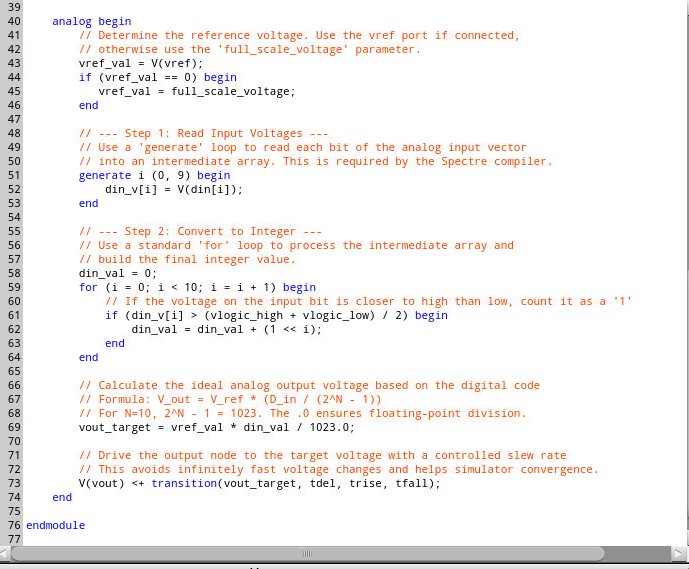 39
40 analog begin
41 // Determine the reference voltage. Use the vref port if connected,
42 // otherwise use the 'full_scale_voltage' parameter.
43 vref_val = V(vref);
44 if (vref_val == 0) begin
45 vref_val = full_scale_voltage;
46 end
47
48 // --- Step 1: Read Input Voltages ---
49 // Use a 'generate' loop to read each bit of the analog input vector
50 // into an intermediate array. This is required by the Spectre compiler.
51 generate i (0, 9) begin
52 din_v[i] = V(din[i]);
53 end
54
55 // --- Step 2: Convert to Integer ---
56 // Use a standard 'for' loop to process the intermediate array and
57 // build the final integer value.
58 din_val = 0;
59 for (i = 0; i < 10; i = i + 1) begin
60 // If the voltage on the input bit is closer to high than low, count it as a '1'
61 if (din_v[i] > (vlogic_high + vlogic_low) / 2) begin
62 din_val = din_val + (1 << i);
63 end
64 end
65
66 // Calculate the ideal analog output voltage based on the digital code
67 // Formula: V_out = V_ref * (D_in / (2^N - 1))
68 // For N=10, 2^N - 1 = 1023. The .0 ensures floating-point division.
69 vout_target = vref_val * din_val / 1023.0;
70
71 // Drive the output node to the target voltage with a controlled slew rate
72 // This avoids infinitely fast voltage changes and helps simulator convergence.
73 V(vout) <+ transition(vout_target, tdel, trise, tfall);
74 end
75
76 endmodule
77